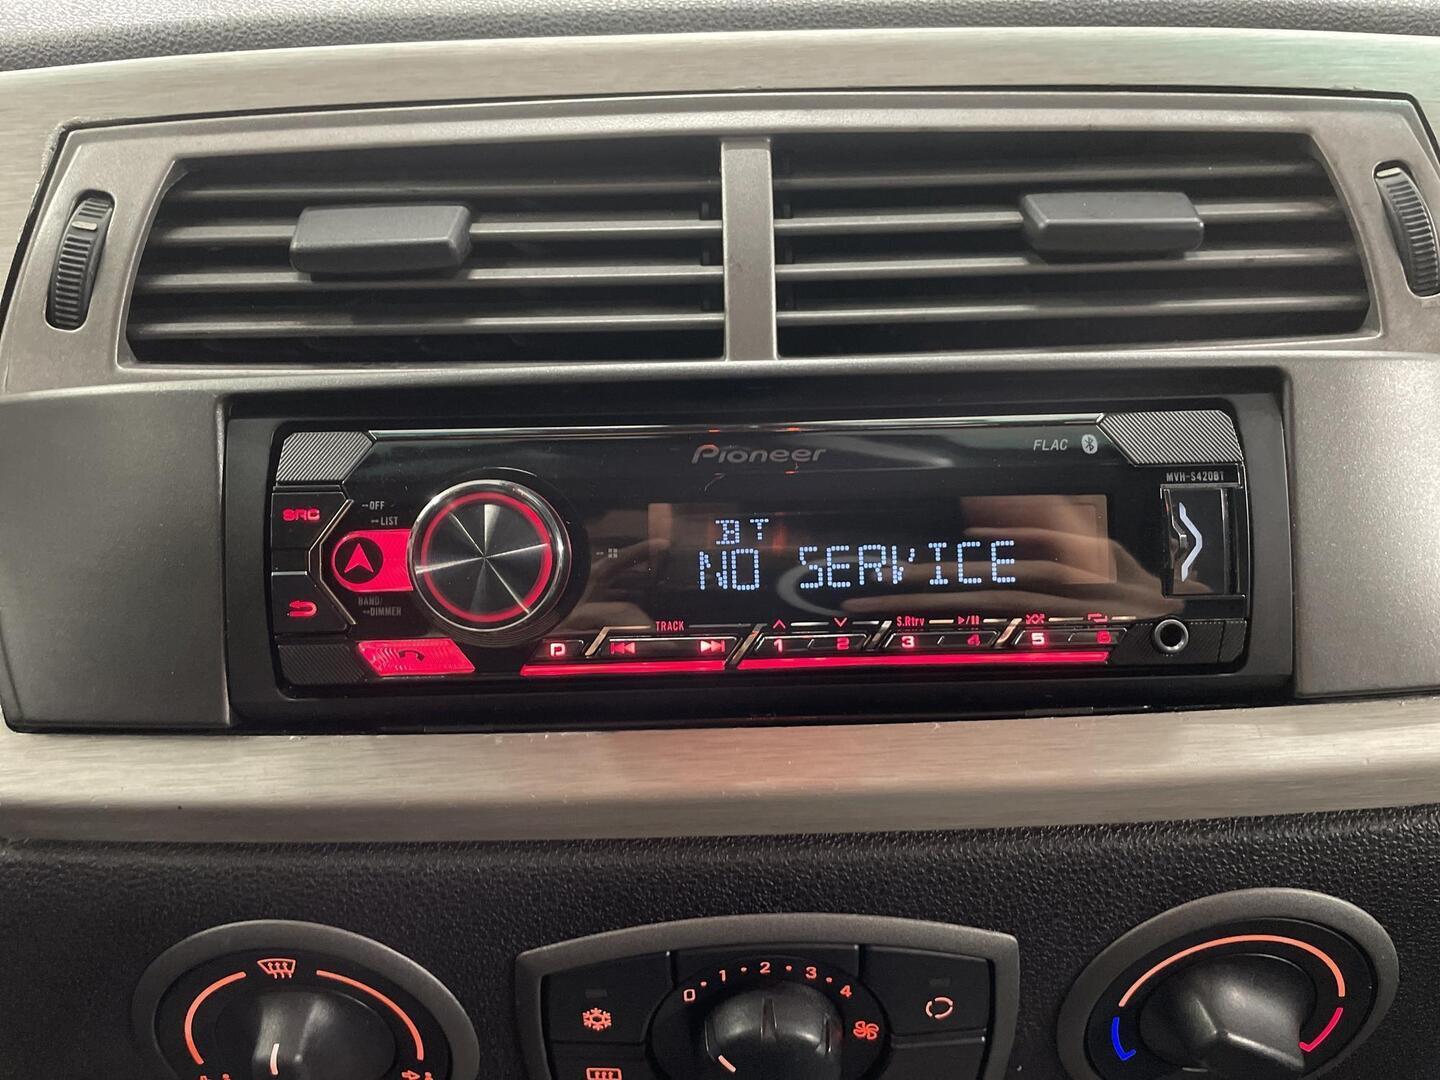 Pioneer
FLAC
MVH-S420BT
SRC
OFF
LIST
BT
NO SERVICE
BAND/
DIMMER
TRACK
S.Rtrv
P
1 2 3 4 5 6
0 1 2 3 4